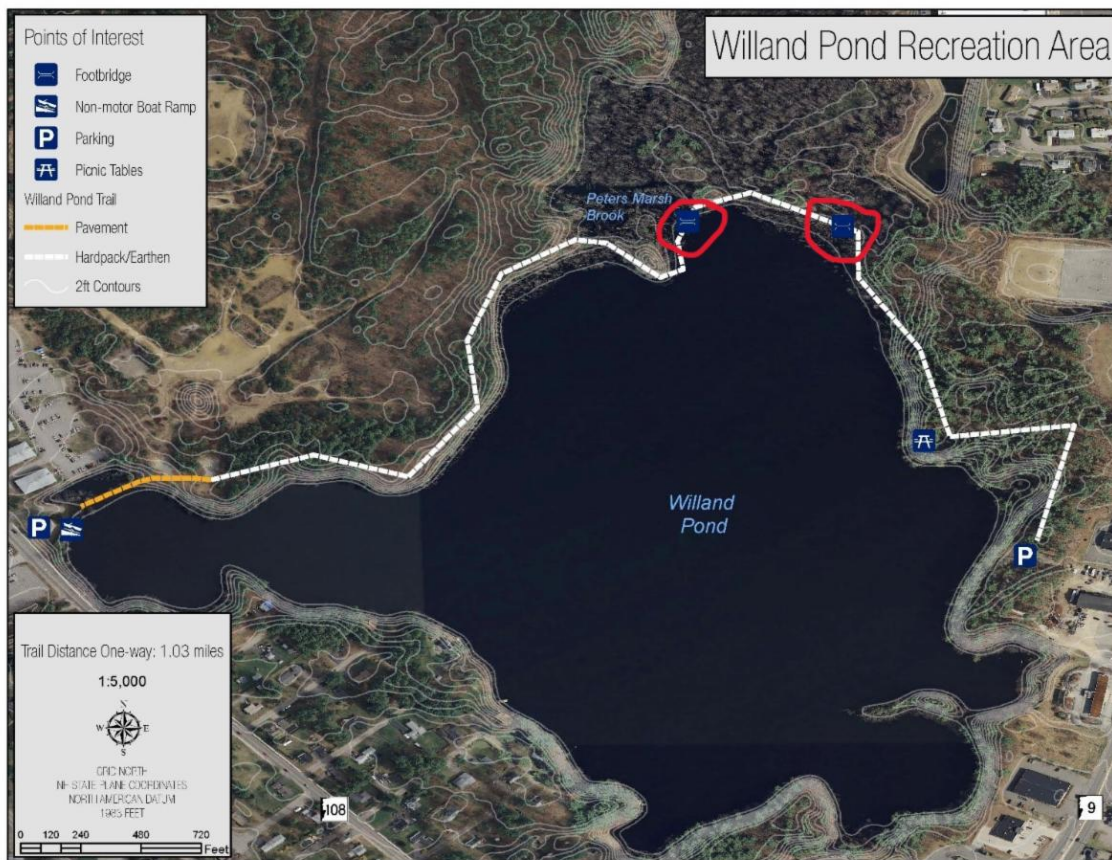 Willand Pond Recreation Area
Points of Interest
Footbridge
Non-motor Boat Ramp
P
Parking
Picnic Tables
Willand Pond Trail
Pavement
Hardpack/Earthen
2ft Contours
Peters Marsh
Brook
Willand
Pond
P
P
Trail Distance One-way: 1.03 miles
1:5,000
N
W E
S
GRID NORTH
NH STATE PLANE COORDINATES
NORTH AMERICAN DATUM
1983 FEET
0 120 240 480 720
Feet
108
9